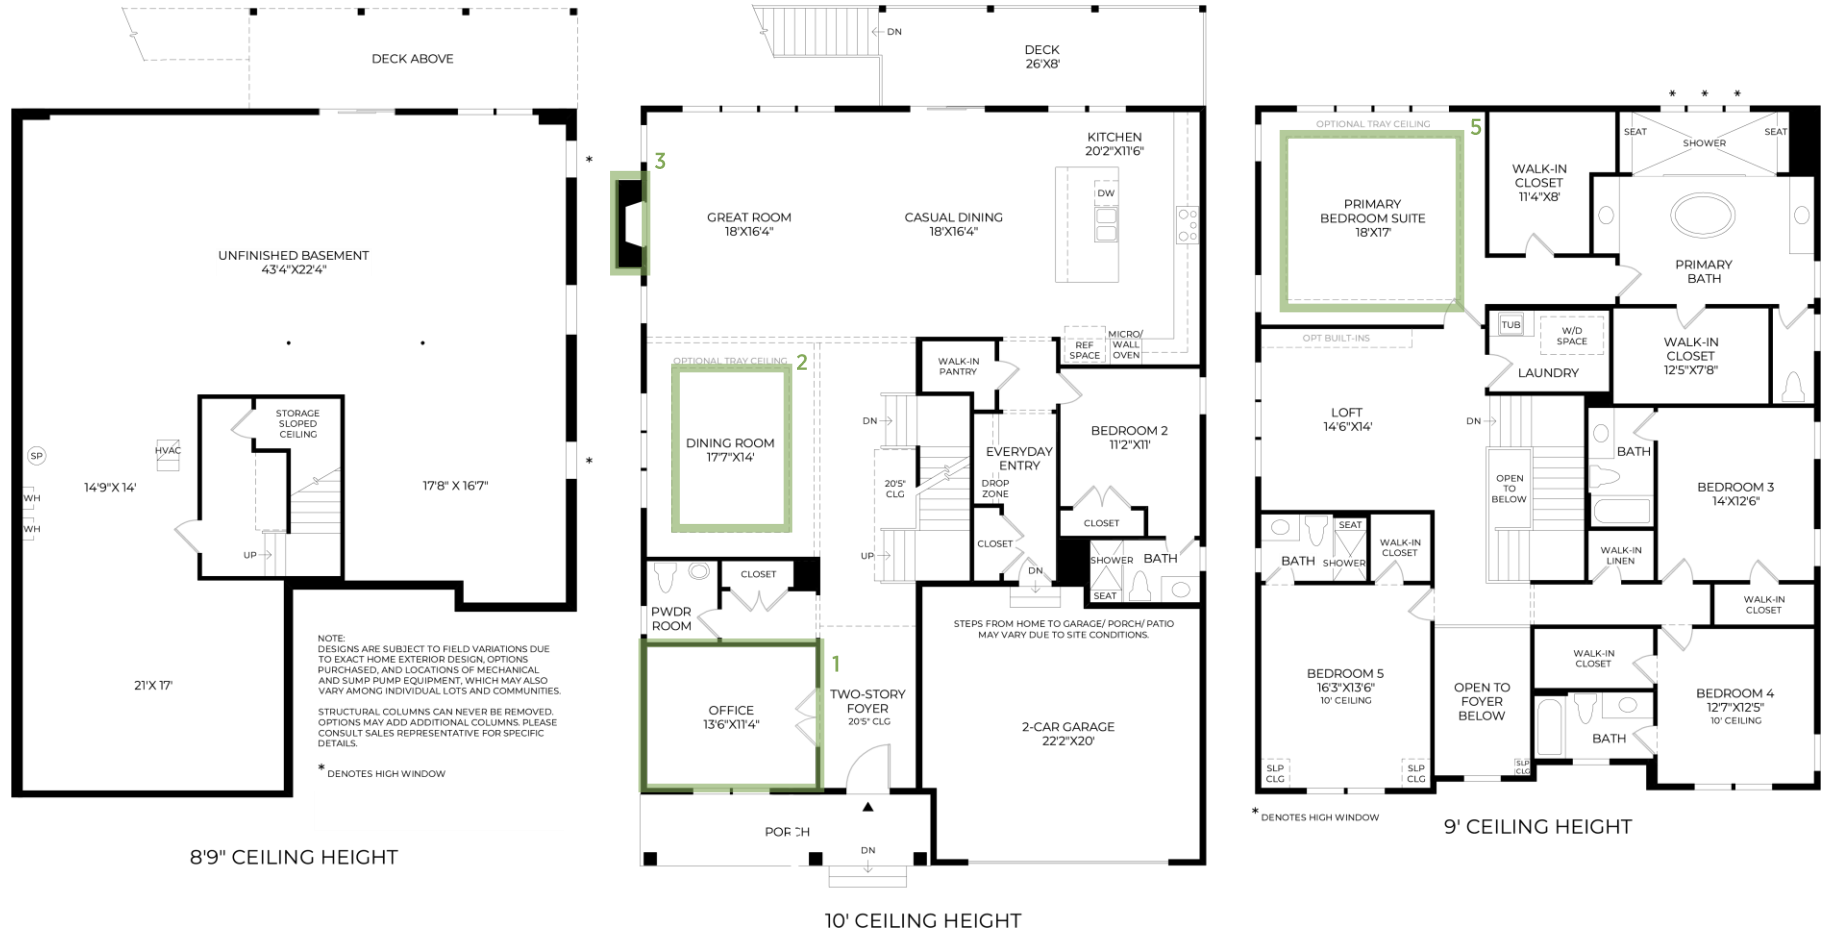 DECK ABOVE
UNFINISHED BASEMENT
43'4"X22'4"
*
STORAGE
SLOPED
CEILING
SP
HVAC
14'9"X 14'
17'8" X 16'7"
*
WH
WH
UP
21'X 17'
NOTE:
DESIGNS ARE SUBJECT TO FIELD VARIATIONS DUE
TO EXACT HOME EXTERIOR DESIGN, OPTIONS
PURCHASED, AND LOCATIONS OF MECHANICAL
AND SUMP PUMP EQUIPMENT, WHICH MAY ALSO
VARY AMONG INDIVIDUAL LOTS AND COMMUNITIES.
STRUCTURAL COLUMNS CAN NEVER BE REMOVED.
OPTIONS MAY ADD ADDITIONAL COLUMNS. PLEASE
CONSULT SALES REPRESENTATIVE FOR SPECIFIC
DETAILS.
* DENOTES HIGH WINDOW
8'9" CEILING HEIGHT
DN
DECK
26'X8'
3
KITCHEN
20'2"X11'6"
DW
GREAT ROOM
18'X16'4"
CASUAL DINING
18'X16'4"
MICRO/
WALL
OVEN
REF
SPACE
OPTIONAL TRAY CEILING
2
WALK-IN
PANTRY
DINING ROOM
17'7"X14'
DN
20'5"
CLG
UP
EVERYDAY
ENTRY
DROP
ZONE
BEDROOM 2
11'2"X11'
CLOSET
CLOSET
SHOWER
BATH
SEAT
DN
CLOSET
PWDR
ROOM
STEPS FROM HOME TO GARAGE/ PORCH/ PATIO
MAY VARY DUE TO SITE CONDITIONS.
1
OFFICE
13'6"X11'4"
TWO-STORY
FOYER
20'5" CLG
2-CAR GARAGE
22'2"X20'
PORCH
DN
10' CEILING HEIGHT
* * *
OPTIONAL TRAY CEILING
5
PRIMARY
BEDROOM SUITE
18'X17'
WALK-IN
CLOSET
11'4"X8'
SEAT
SHOWER
SEAT
PRIMARY
BATH
OPT BUILT-INS
TUB
W/D
SPACE
LAUNDRY
WALK-IN
CLOSET
12'5"X7'8"
LOFT
14'6"X14'
DN
OPEN
TO
BELOW
BATH
BEDROOM 3
14'X12'6"
SEAT
BATH
SHOWER
WALK-IN
CLOSET
WALK-IN
LINEN
WALK-IN
CLOSET
BEDROOM 5
16'3"X13'6"
10' CEILING
OPEN TO
FOYER
BELOW
WALK-IN
CLOSET
BEDROOM 4
12'7"X12'5"
10' CEILING
BATH
SLP
CLG
SLP
CLG
SLP
CLG
* DENOTES HIGH WINDOW
9' CEILING HEIGHT